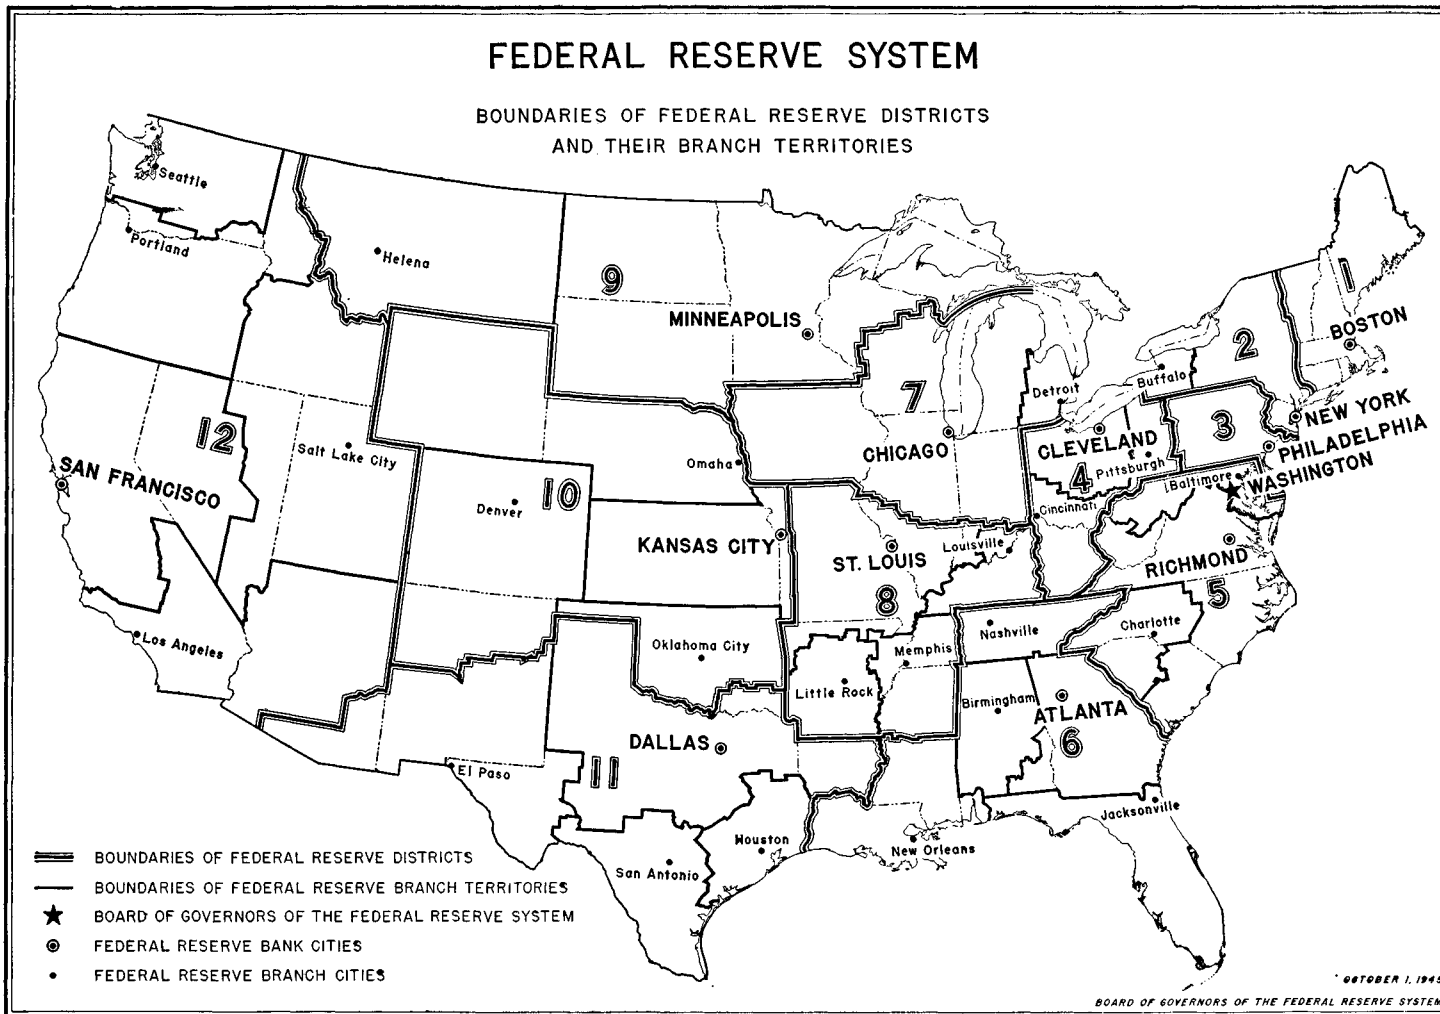 FEDERAL RESERVE SYSTEM
BOUNDARIES OF FEDERAL RESERVE DISTRICTS
AND THEIR BRANCH TERRITORIES
Seattle
Portland
Helena
9
MINNEAPOLIS
1
BOSTON
2
Buffalo
Detroit
7
CHICAGO
NEW YORK
3
PHILADELPHIA
WASHINGTON
CLEVELAND
4
Pittsburgh
Baltimore
Cincinnati
12
SAN FRANCISCO
Salt Lake City
Omaha
Denver
10
KANSAS CITY
ST. LOUIS
8
Louisville
RICHMOND
5
Charlotte
Nashville
Memphis
Los Angeles
Oklahoma City
Little Rock
Birmingham
ATLANTA
6
DALLAS
11
El Paso
Jacksonville
Houston
New Orleans
San Antonio
BOUNDARIES OF FEDERAL RESERVE DISTRICTS
BOUNDARIES OF FEDERAL RESERVE BRANCH TERRITORIES
BOARD OF GOVERNORS OF THE FEDERAL RESERVE SYSTEM
FEDERAL RESERVE BANK CITIES
FEDERAL RESERVE BRANCH CITIES
OCTOBER 1,
BOARD OF GOVERNORS OF THE FEDERAL RESERVE SYSTEM